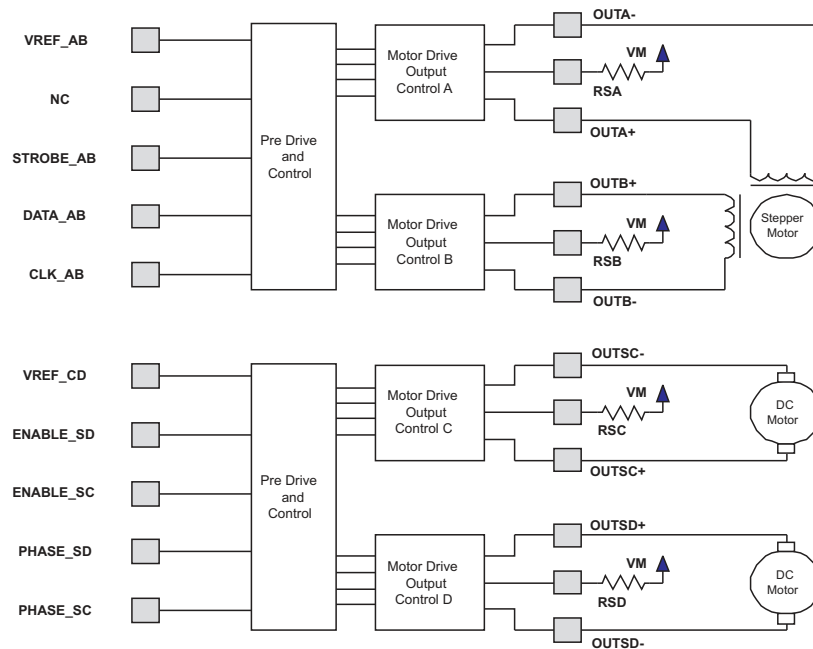 OUTA-
VREF_AB
Motor Drive
Output
Control A
VM
RSA
NC
OUTA+
Pre Drive
and
Control
STROBE_AB
OUTB+
DATA_AB
Motor Drive
Output
Control B
VM
RSB
Stepper
Motor
CLK_AB
OUTB-
OUTSC-
VREF_CD
Motor Drive
Output
Control C
VM
RSC
DC
Motor
ENABLE_SD
OUTSC+
Pre Drive
and
Control
ENABLE_SC
OUTSD+
PHASE_SD
Motor Drive
Output
Control D
VM
RSD
DC
Motor
PHASE_SC
OUTSD-